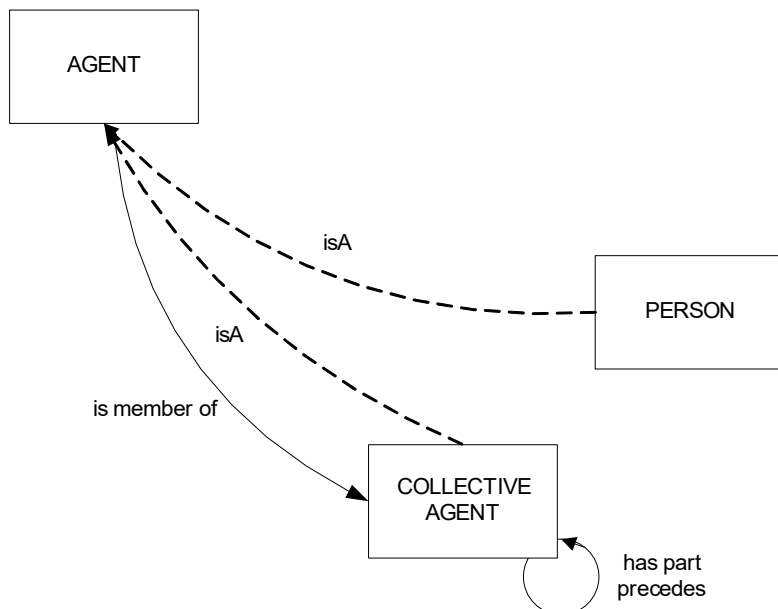 AGENT
isA
PERSON
isA
is member of
COLLECTIVE
AGENT
has part
precedes